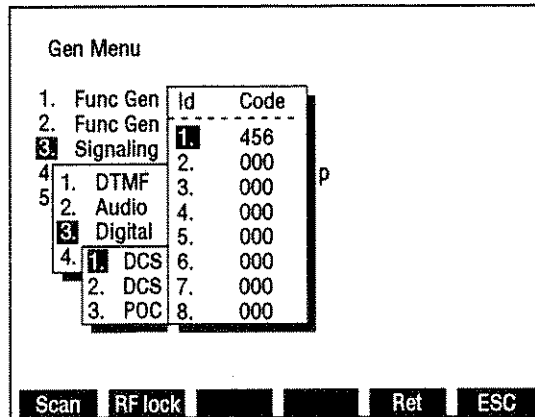 Gen Menu
1. Func Gen
2. Func Gen
3. Signaling
4
5
p
1. DTMF
2. Audio
3. Digital
4.
1. DCS
2. DCS
3. POC
Id Code
1. 456
2. 000
3. 000
4. 000
5. 000
6. 000
7. 000
8. 000
Scan RF lock Ret ESC